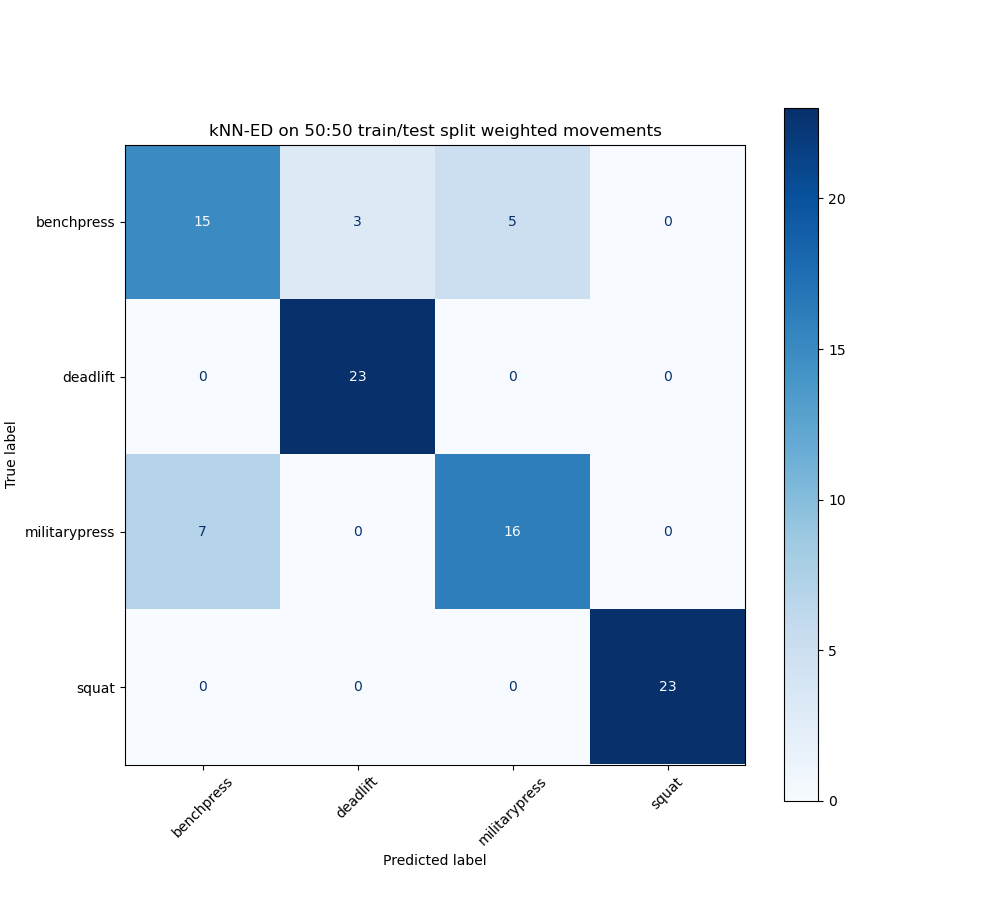 kNN-ED on 50:50 train/test split weighted movements
benchpress 15 3 5 0
deadlift 0 23 0 0
militarypress 7 0 16 0
squat 0 0 0 23
True label
benchpress deadlift militarypress squat
Predicted label
20
15
10
5
0